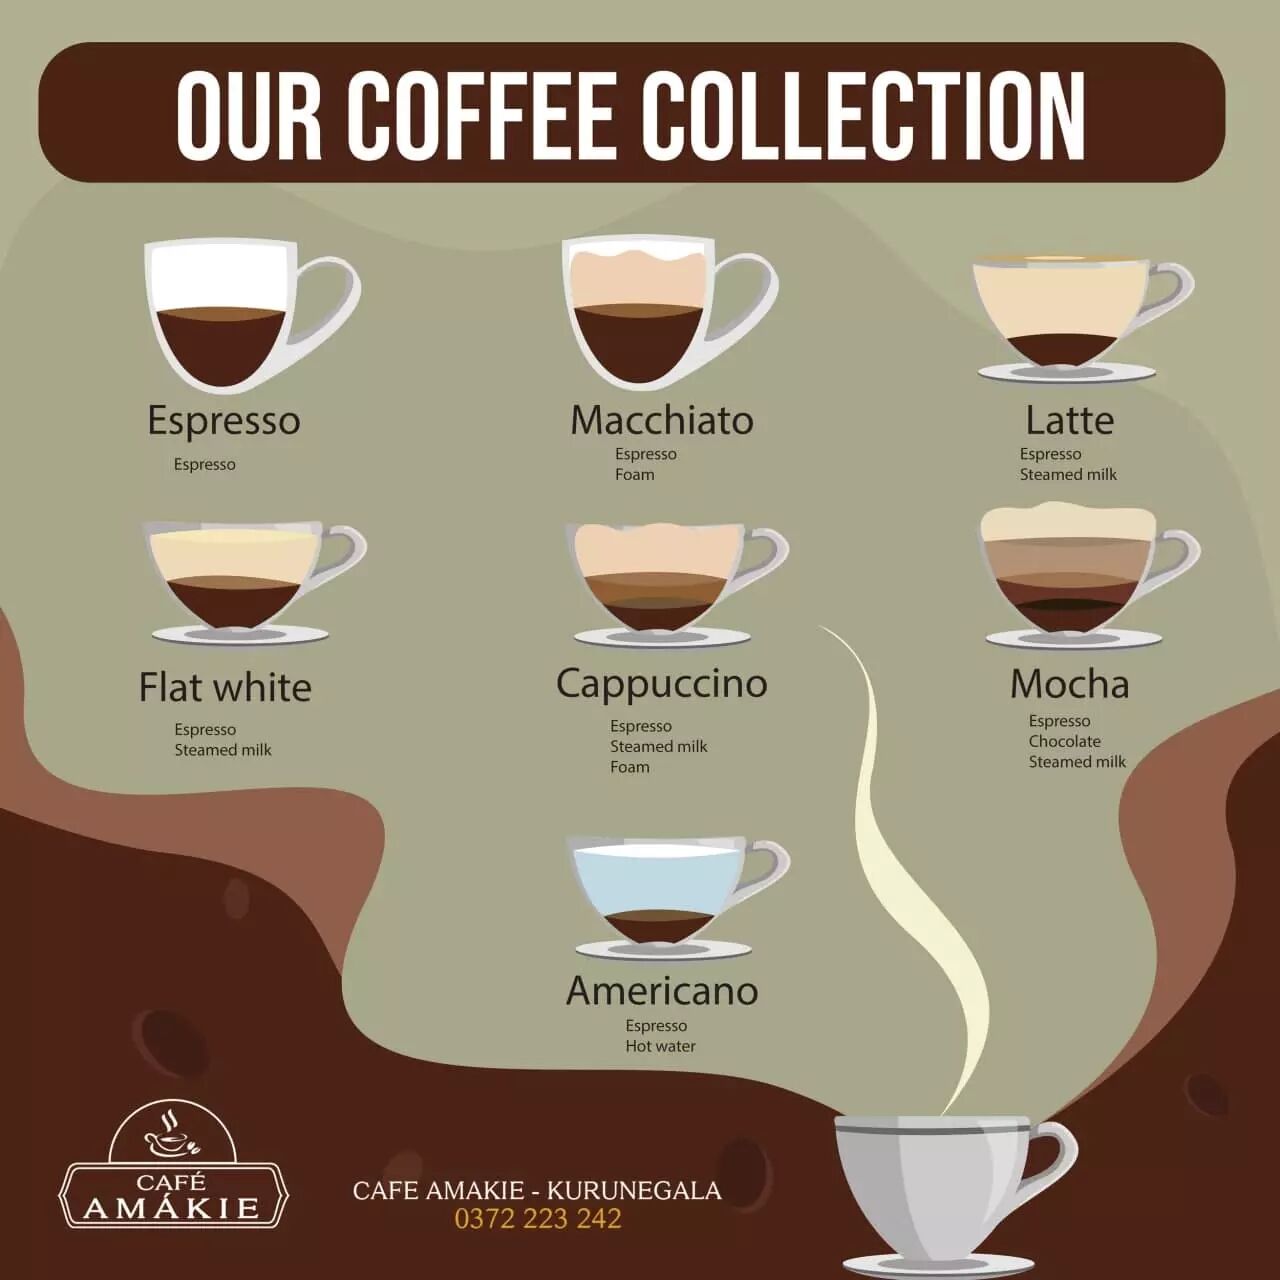 OUR COFFEE COLLECTION
Espresso
Espresso
Macchiato
Espresso
Foam
Latte
Espresso
Steamed milk
Flat white
Espresso
Steamed milk
Cappuccino
Espresso
Steamed milk
Foam
Mocha
Espresso
Chocolate
Steamed milk
Americano
Espresso
Hot water
CAFÉ
AMÁKIE
CAFE AMAKIE - KURUNEGALA
0372 223 242